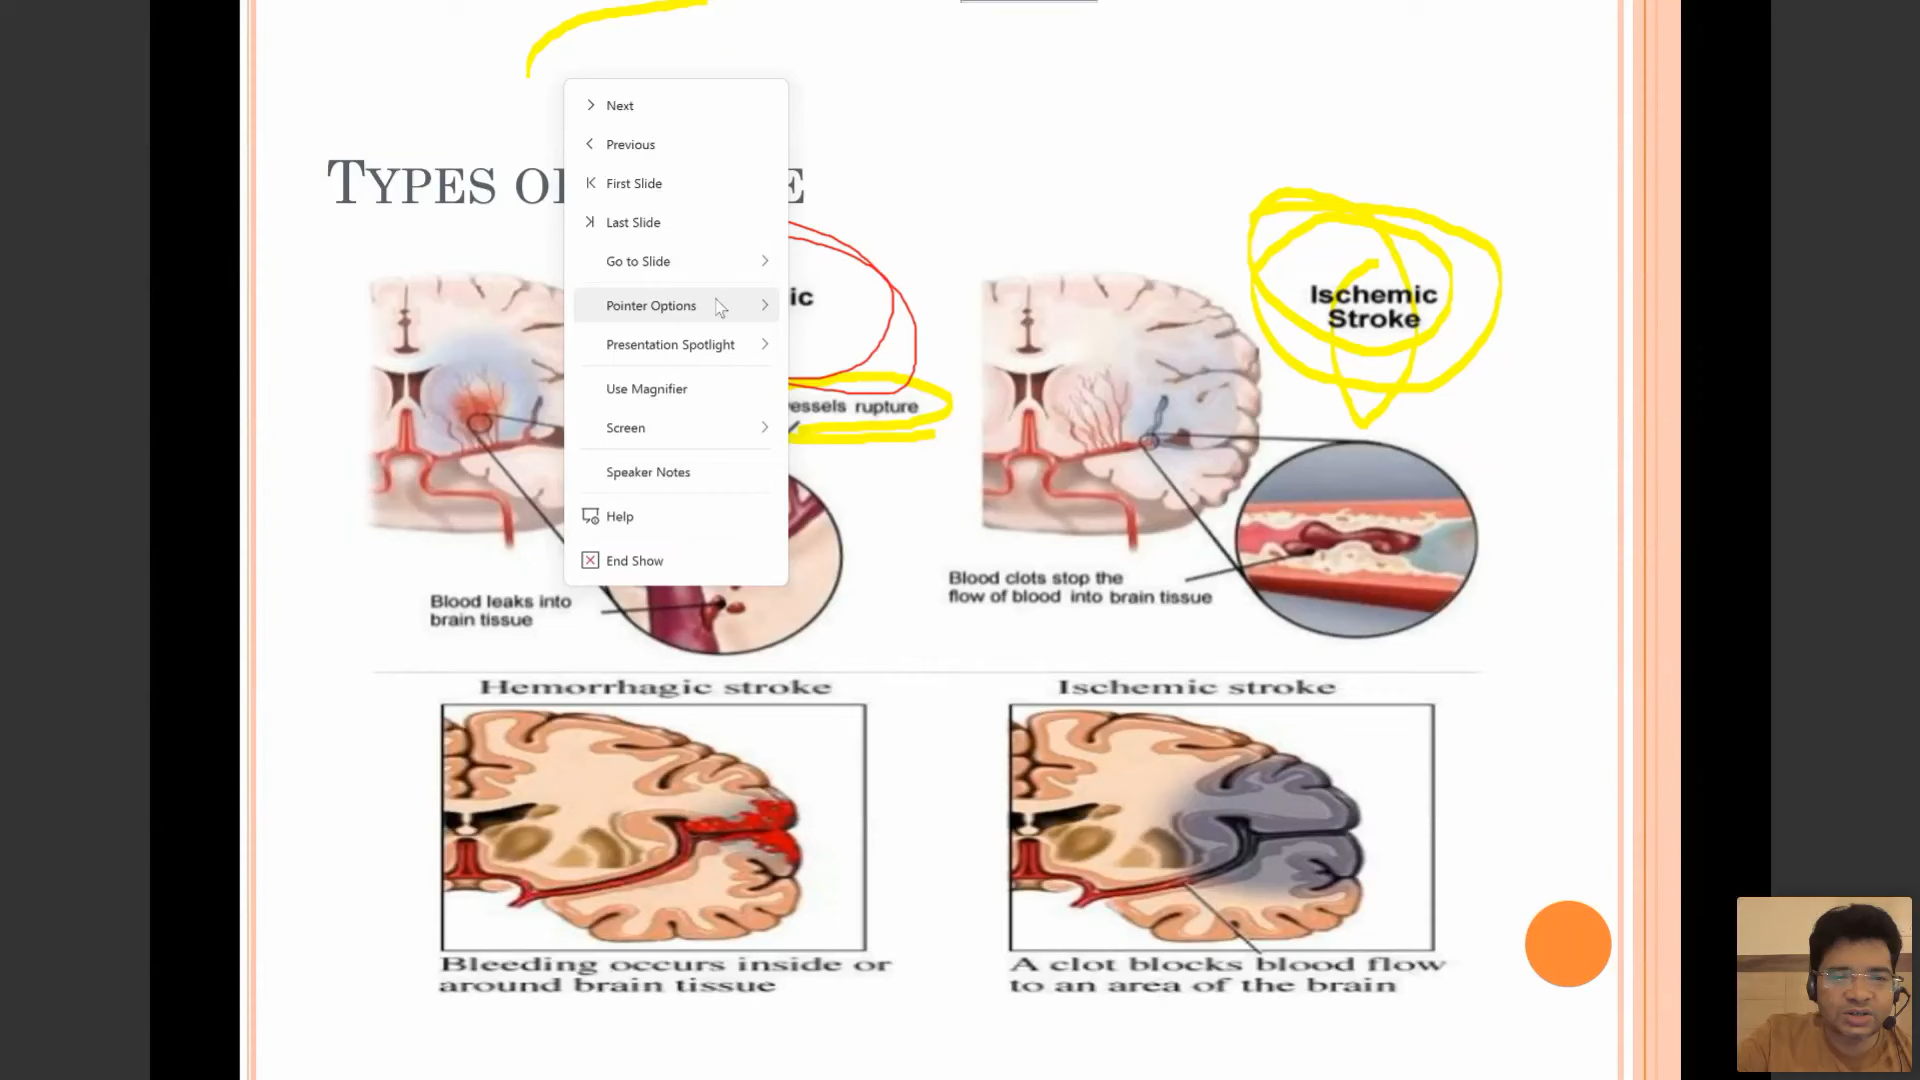 Next
Previous
TYPES OF E
First Slide
Last Slide
Go to Slide
Pointer Options
Presentation Spotlight
Use Magnifier
Screen
Speaker Notes
Help
End Show
ic
essels rupture
Blood leaks into
brain tissue
Ischemic
Stroke
Blood clots stop the
flow of blood into brain tissue
Hemorrhagic stroke
Bleeding occurs inside or
around brain tissue
Ischemic stroke
A clot blocks blood flow
to an area of the brain